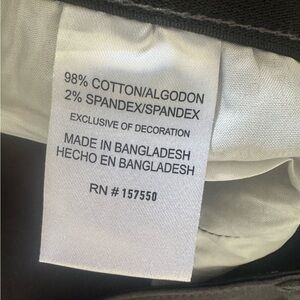 98% COTTON/ALGODON
2% SPANDEX/SPANDEX
EXCLUSIVE OF DECORATION
MADE IN BANGLADESH
HECHO EN BANGLADESH
RN # 157550